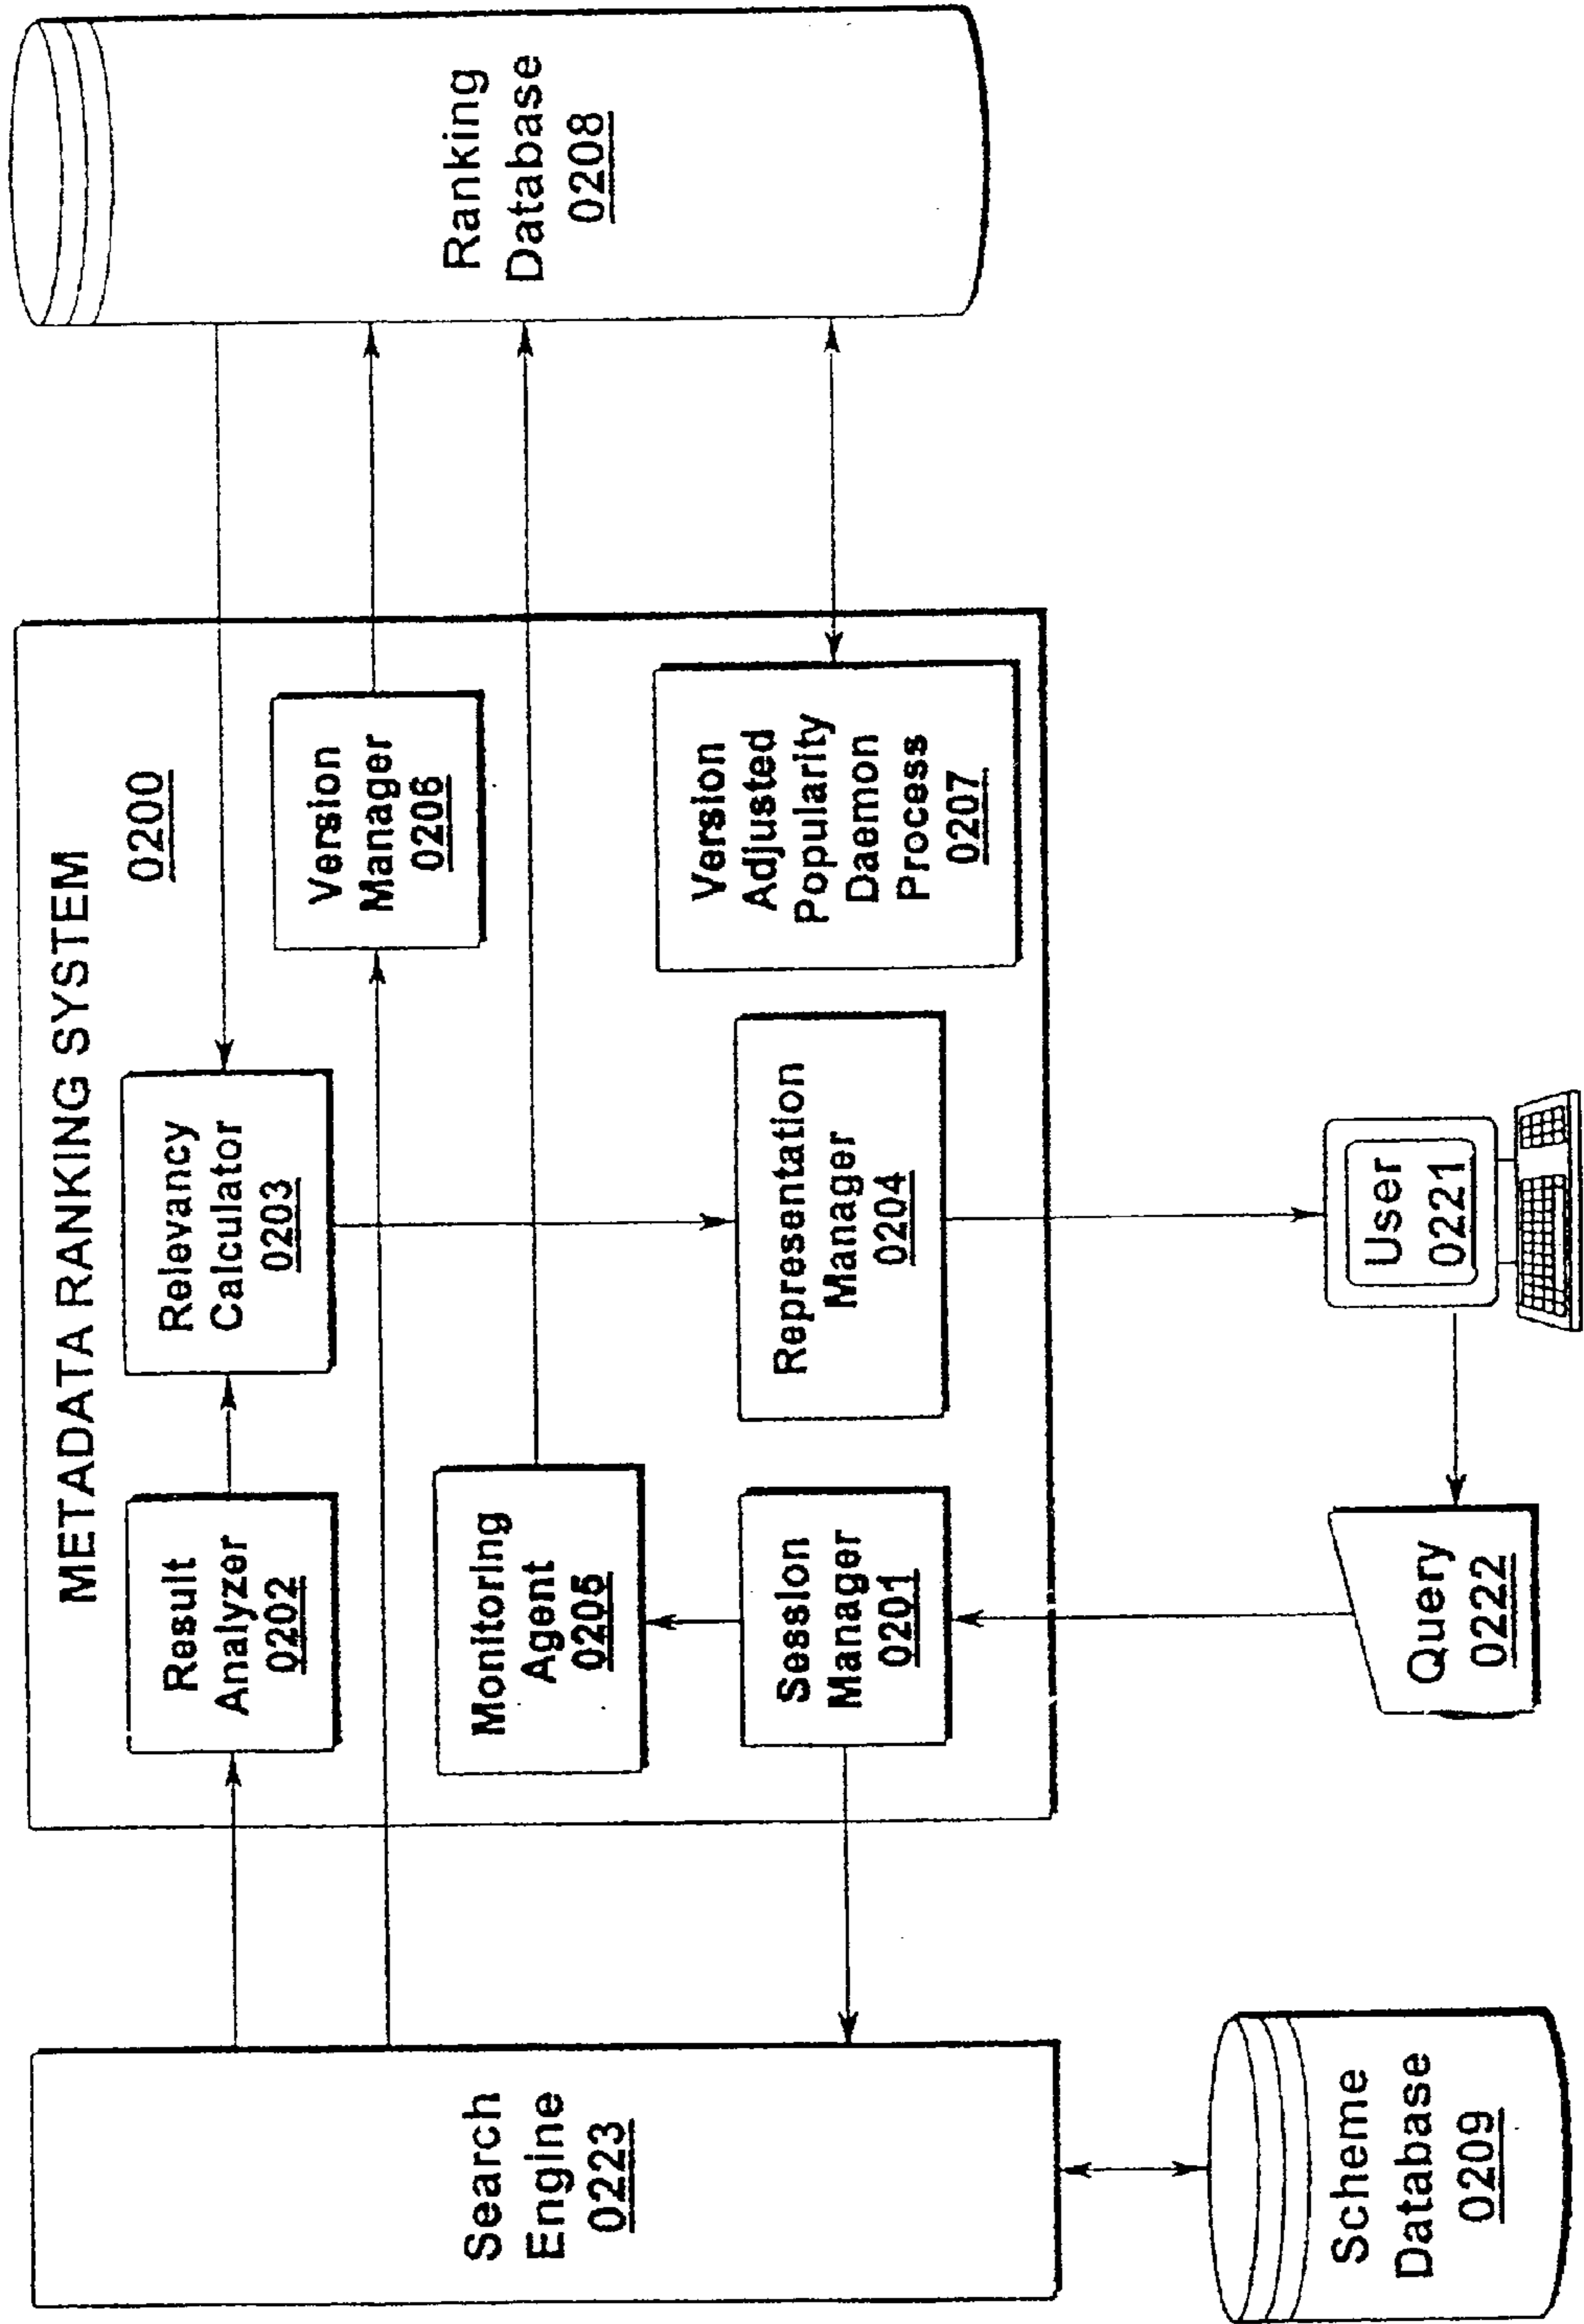 METADATA RANKING SYSTEM
0200
Search
Engine
0223
Result
Analyzer
0202
Relevancy
Calculator
0203
Version
Manager
0206
Ranking
Database
0208
Monitoring
Agent
0205
Session
Manager
0201
Representation
Manager
0204
Version
Adjusted
Popularity
Daemon
Process
0207
Scheme
Database
0209
Query
0222
User
0221